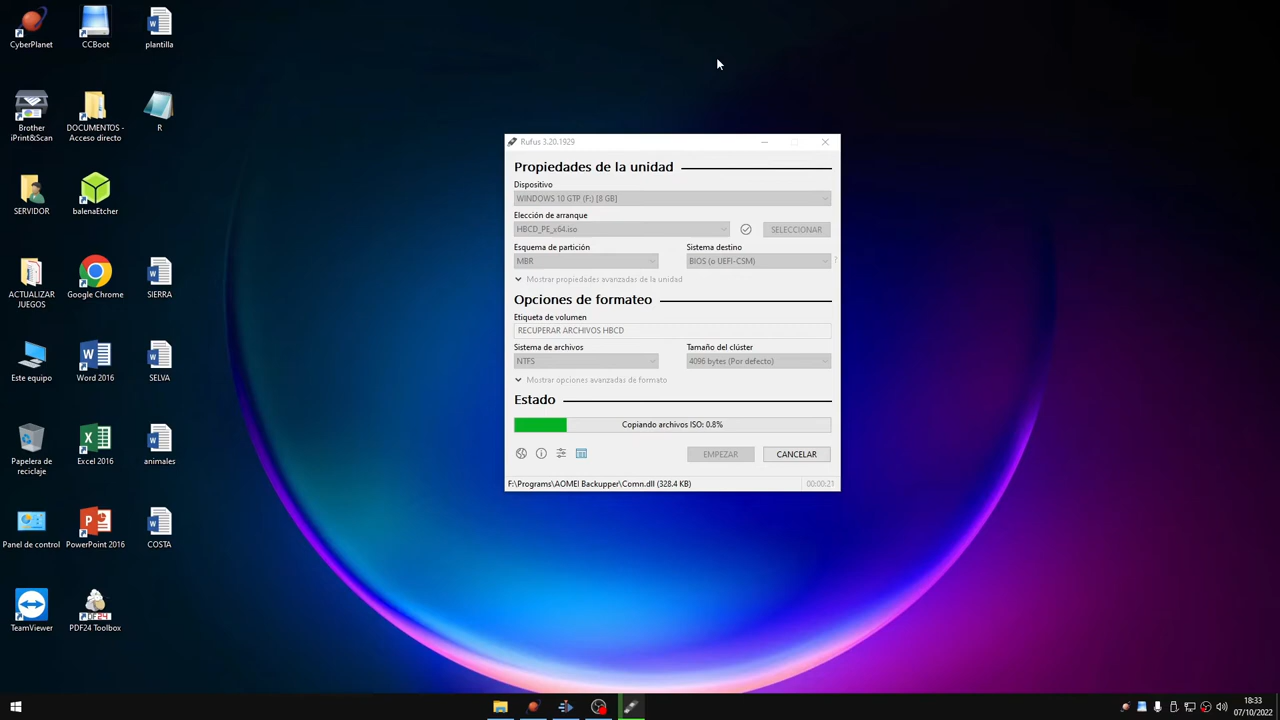 CyberPlanet
CCBoot
plantilla
Brother
iPrint&Scan
DOCUMENTOS -
Acceso directo
R
SERVIDOR
balenaEtcher
ACTUALIZAR
JUEGOS
Google Chrome
SIERRA
Este equipo
Word 2016
SELVA
Papelera de
reciclaje
Excel 2016
animales
Panel de control
PowerPoint 2016
COSTA
TeamViewer
PDF24 Toolbox
Rufus 3.20.1929
Propiedades de la unidad
Dispositivo
WINDOWS 10 GTP (F:) [8 GB]
Elección de arranque
HBCD_PE_x64.iso
SELECCIONAR
Esquema de partición
Sistema destino
MBR
BIOS (o UEFI-CSM)
?
Mostrar propiedades avanzadas de la unidad
Opciones de formateo
Etiqueta de volumen
RECUPERAR ARCHIVOS HBCD
Sistema de archivos
Tamaño del clúster
NTFS
4096 bytes (Por defecto)
Mostrar opciones avanzadas de formato
Estado
Copiando archivos ISO: 0.8%
EMPEZAR
CANCELAR
F:\Programs\AOMEI Backupper\Comn.dll (328.4 KB)
00:00:21
18:33
07/10/2022